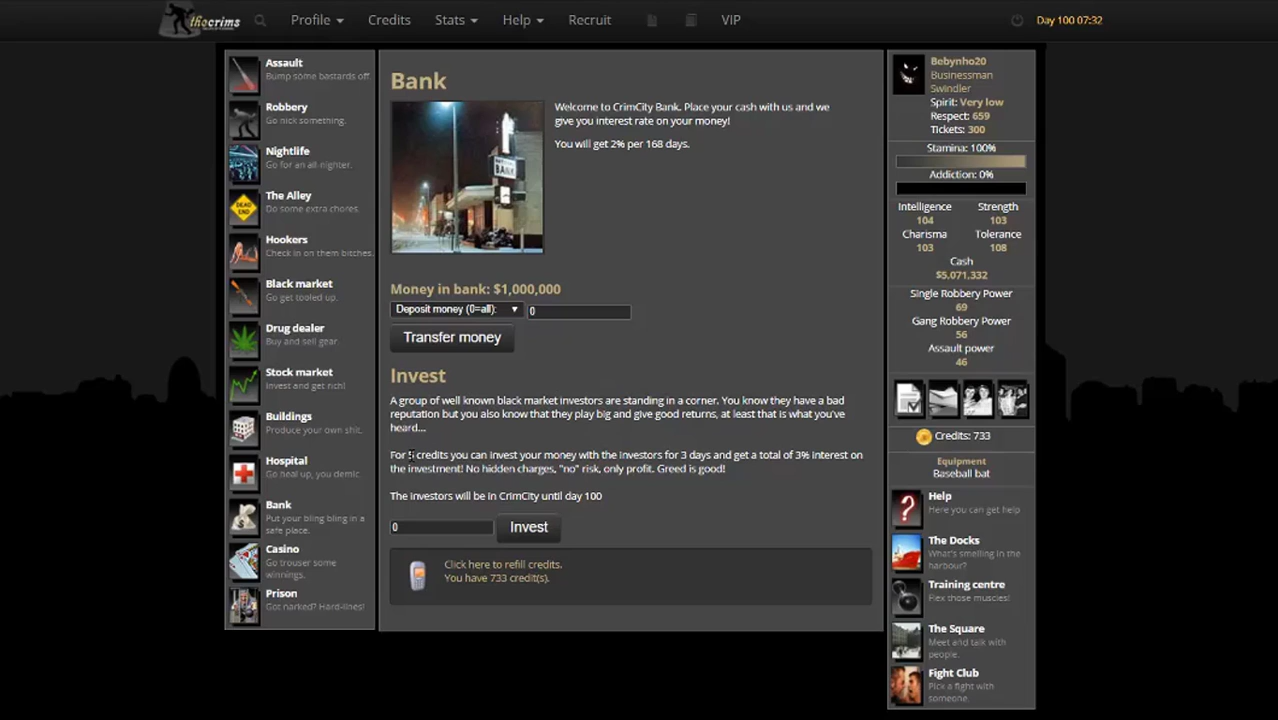 thecrims
Profile
Credits
Stats
Help
Recruit
VIP
Day 100 07:32
Assault
Bump some bastards off.
Robbery
Go nick something.
Nightlife
Go for an all-nighter.
The Alley
Do some extra chores.
Hookers
Check in on them bitches.
Black market
Go get tooled up.
Drug dealer
Buy and sell gear.
Stock market
Invest and get rich!
Buildings
Produce your own shit.
Hospital
Go heal up, you demic.
Bank
Put your bling bling in a
safe place.
Casino
Go trouser some
winnings.
Prison
Got narked? Hard-lines!
Bank
BANK
Welcome to CrimCity Bank. Place your cash with us and we
give you interest rate on your money!
You will get 2% per 168 days.
Money in bank: $1,000,000
Deposit money (0=all):
0
Transfer money
Invest
A group of well known black market investors are standing in a corner. You know they have a bad
reputation but you also know that they play big and give good returns, at least that is what you've
heard...
For 5 credits you can invest your money with the investors for 3 days and get a total of 3% interest on
the investment! No hidden charges, "no" risk, only profit. Greed is good!
The investors will be in CrimCity until day 100
0
Invest
Click here to refill credits.
You have 733 credit(s).
Bebynho20
Businessman
Swindler
Spirit: Very low
Respect: 659
Tickets: 300
Stamina: 100%
Addiction: 0%
Intelligence
Strength
104
103
Charisma
Tolerance
103
108
Cash
$5,071,332
Single Robbery Power
69
Gang Robbery Power
56
Assault power
46
Credits: 733
Equipment
Baseball bat
Help
Here you can get help
The Docks
What's smelling in the
harbour?
Training centre
Flex those muscles!
The Square
Meet and talk with
people.
Fight Club
Pick a fight with
someone.